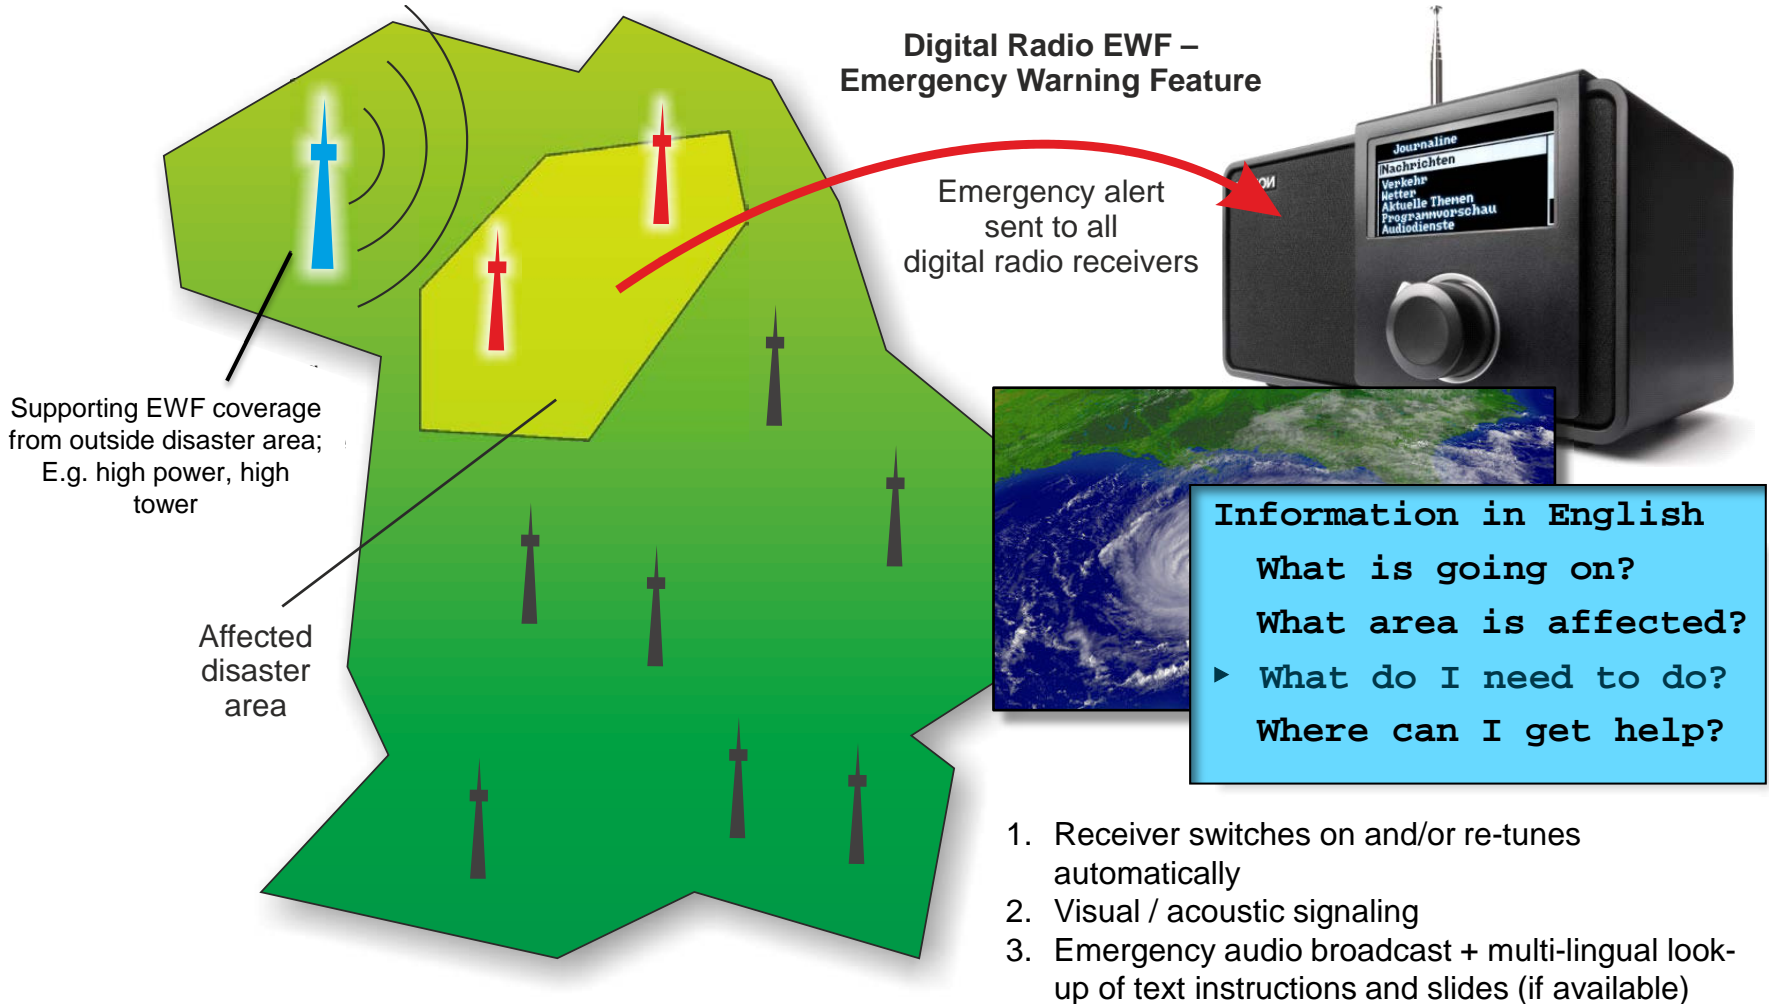 Digital Radio EWF –
Emergency Warning Feature
Emergency alert
sent to all
digital radio receivers
Journaline
Nachrichten
Verkehr
Wetter
Aktuelle Themen
Programmvorschau
Audiodienste
Supporting EWF coverage
from outside disaster area;
E.g. high power, high
tower
Affected
disaster
area
Information in English
What is going on?
What area is affected?
▶ What do I need to do?
Where can I get help?
1. Receiver switches on and/or re-tunes
automatically
2. Visual / acoustic signaling
3. Emergency audio broadcast + multi-lingual look-
up of text instructions and slides (if available)